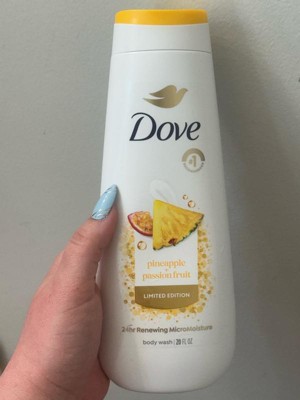 Dove
#1
pineapple
passion fruit
LIMITED EDITION
24hr Renewing MicroMoisture
body wash | 20 FL OZ